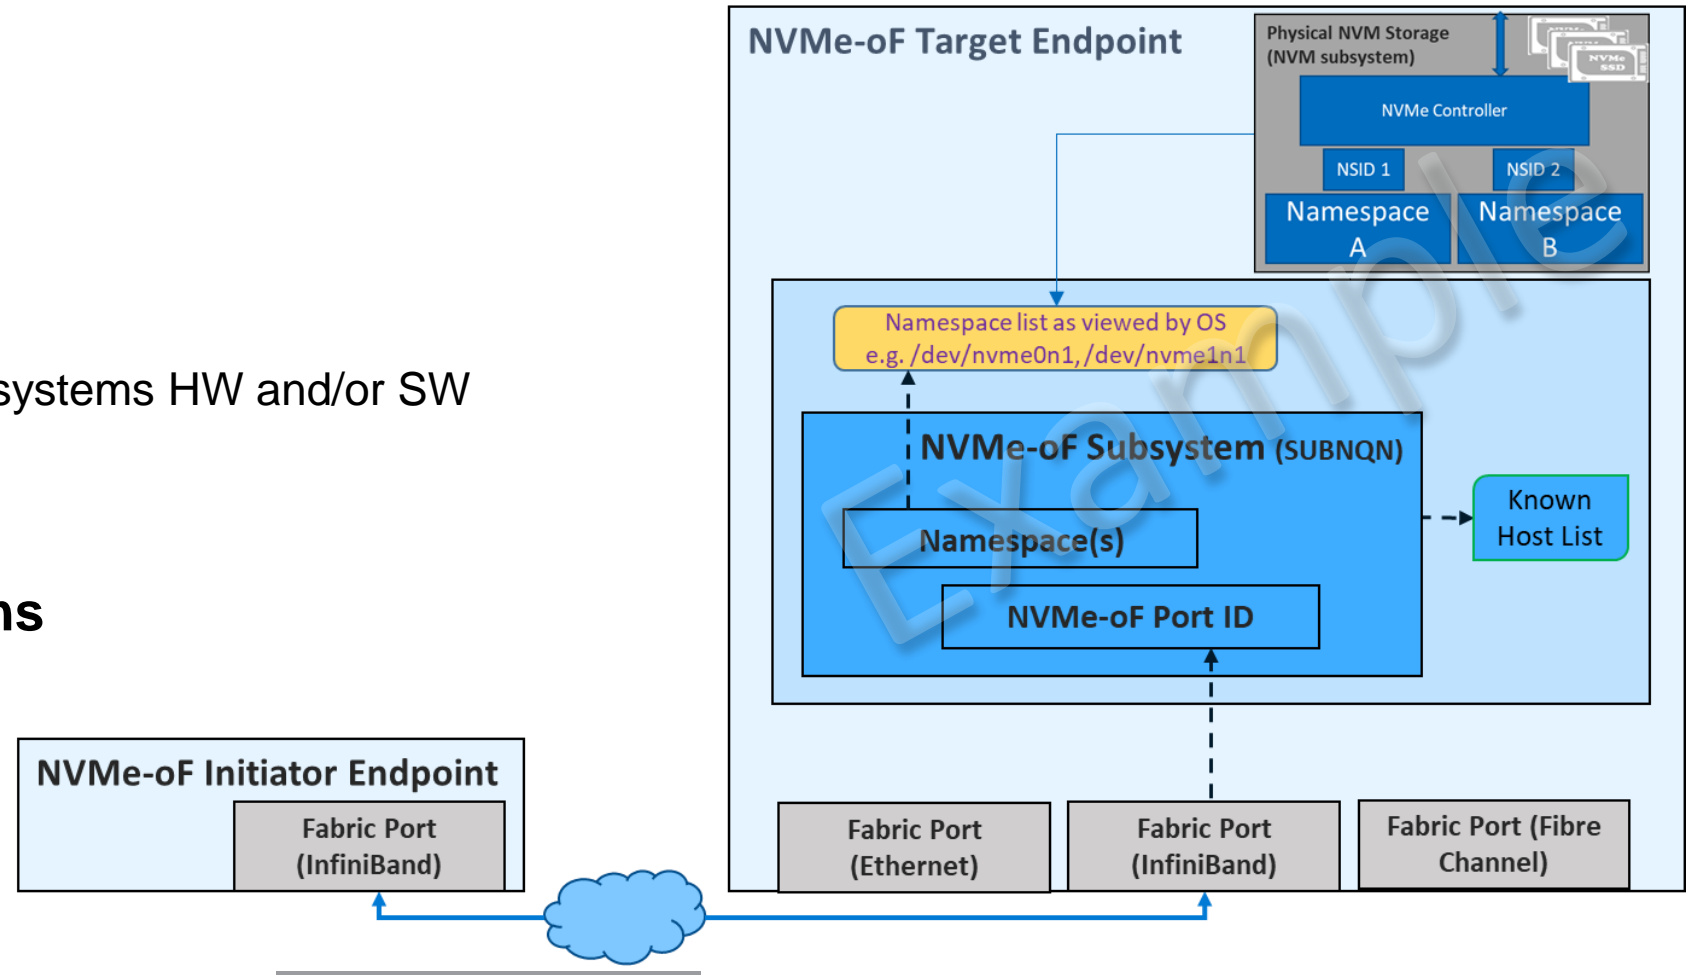 NVMe-oF Target Endpoint
Physical NVM Storage
(NVM subsystem)
NVMe
SSD
NVMe Controller
NSID 1
NSID 2
Namespace
A
Namespace
B
Namespace list as viewed by OS
e.g. /dev/nvme0n1, /dev/nvme1n1
systems HW and/or SW
NVMe-oF Subsystem (SUBNQN)
Known
Host List
Namespace(s)
NVMe-oF Port ID
ns
Example
NVMe-oF Initiator Endpoint
Fabric Port
(InfiniBand)
Fabric Port
(Ethernet)
Fabric Port
(InfiniBand)
Fabric Port (Fibre
Channel)